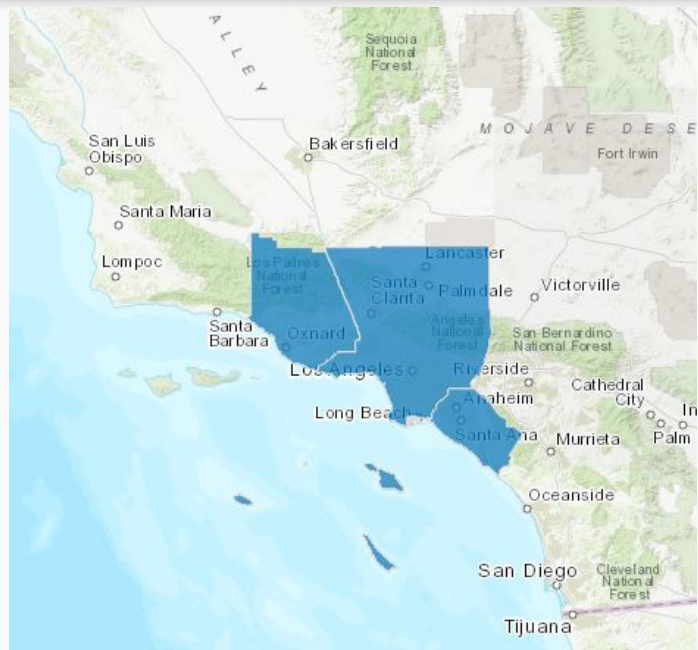 ALLEY
Sequoia
National
Forest
MOJAVE DESE
San Luis
Obispo
Bakersfield
Fort Irwin
Santa Maria
Lompoc
Los Padres
National
Forest
Lancaster
Santa
Clarita
Palmdale
Victorville
Santa
Barbara
Oxnard
Angeles
National
Forest
San Bernardino
National Forest
Los Angeles
Riverside
Cathedral
City
In
Palm
Long Beach
Anaheim
Santa Ana
Murrieta
Oceanside
San Diego
Cleveland
National
Forest
Tijuana